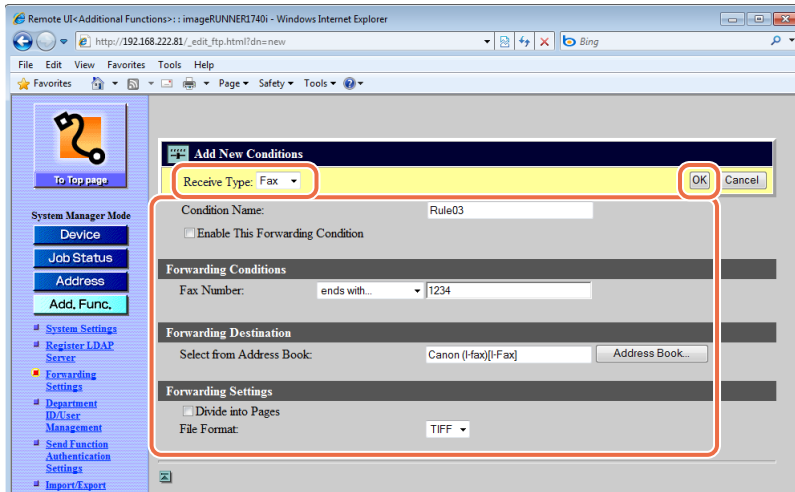 Remote UI<Additional Functions>: : imageRUNNER1740i - Windows Internet Explorer
http://192.168.222.81/_edit_ftp.html?dn=new
Bing
File Edit View Favorites Tools Help
Favorites Page Safety Tools
To Top page
System Manager Mode
Device
Job Status
Address
Add. Func.
System Settings
Register LDAP
Server
Forwarding
Settings
Department
ID/User
Management
Send Function
Authentication
Settings
Import/Export
Add New Conditions
Receive Type: Fax
OK Cancel
Condition Name: Rule03
Enable This Forwarding Condition
Forwarding Conditions
Fax Number: ends with... 1234
Forwarding Destination
Select from Address Book: Canon (I-fax)[I-Fax] Address Book...
Forwarding Settings
Divide into Pages
File Format: TIFF